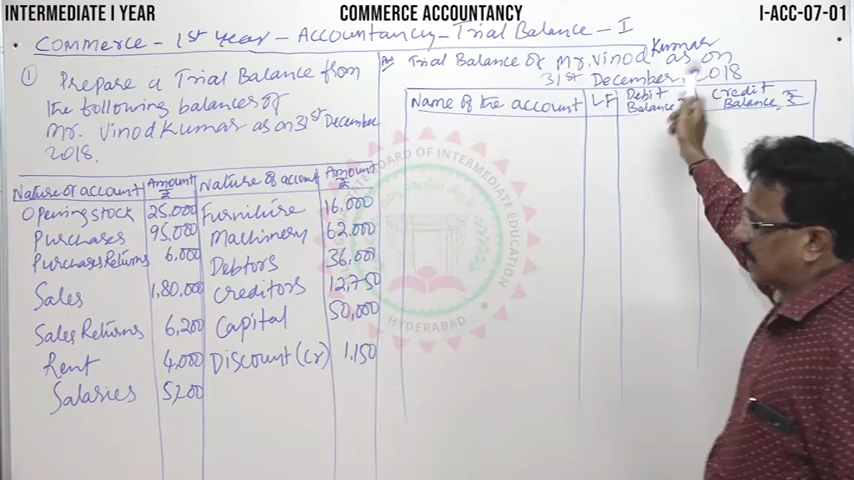 INTERMEDIATE I YEAR
COMMERCE ACCOUNTANCY
I-ACC-07-01
Commerce - 1st Year - Accountancy - Trial Balance - I
① Prepare a Trial Balance from
the following balances of
Mr. Vinod Kumar as on 31st December
2018.
Nature of account Amount ₹ Nature of account Amount ₹
Opening stock 25,000 Furniture 16,000
Purchases 95,000 Machinery 62,000
Purchases Returns 6,000 Debtors 36,000
Sales 1,80,000 Creditors 12,750
Sales Returns 6,200 Capital 50,000
Rent 4,000 Discount (Cr) 1,150
Salaries 5,200
Trial Balance of Mr. Vinod Kumar as on
31st December, 2018
Name of the account LF Debit Balance Credit Balance ₹
BOARD OF INTERMEDIATE EDUCATION
HYDERABAD